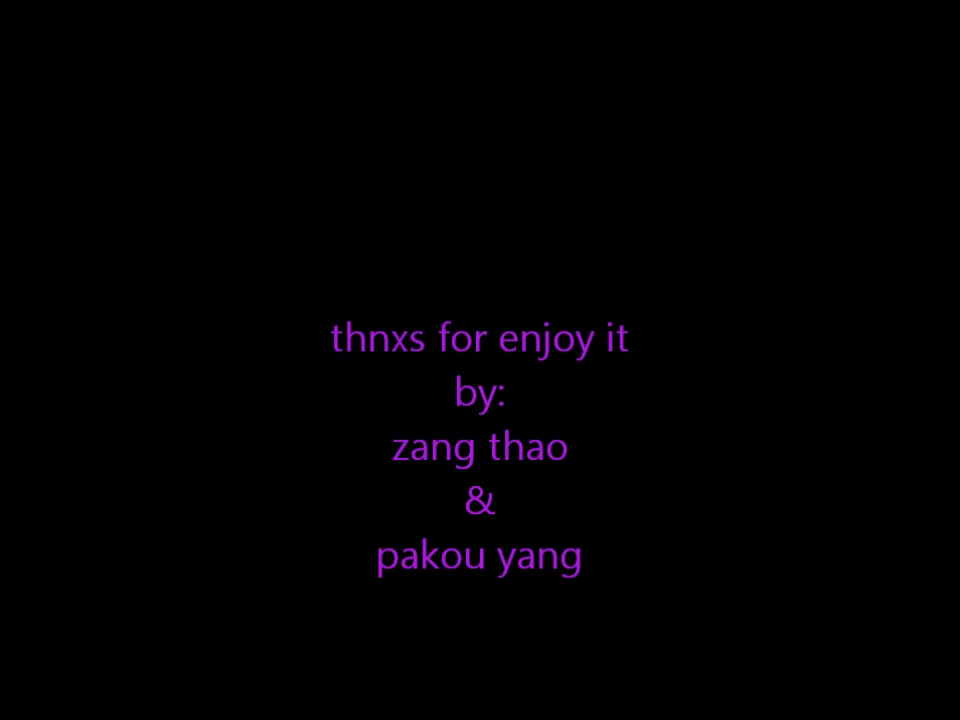 thnxs for enjoy it
by:
zang thao
&
pakou yang